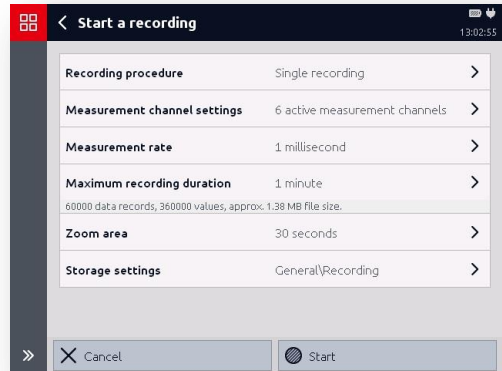 Start a recording
13:02:55
Recording procedure Single recording
Measurement channel settings 6 active measurement channels
Measurement rate 1 millisecond
Maximum recording duration 1 minute
60000 data records, 360000 values, approx. 1.38 MB file size.
Zoom area 30 seconds
Storage settings General\Recording
Cancel Start